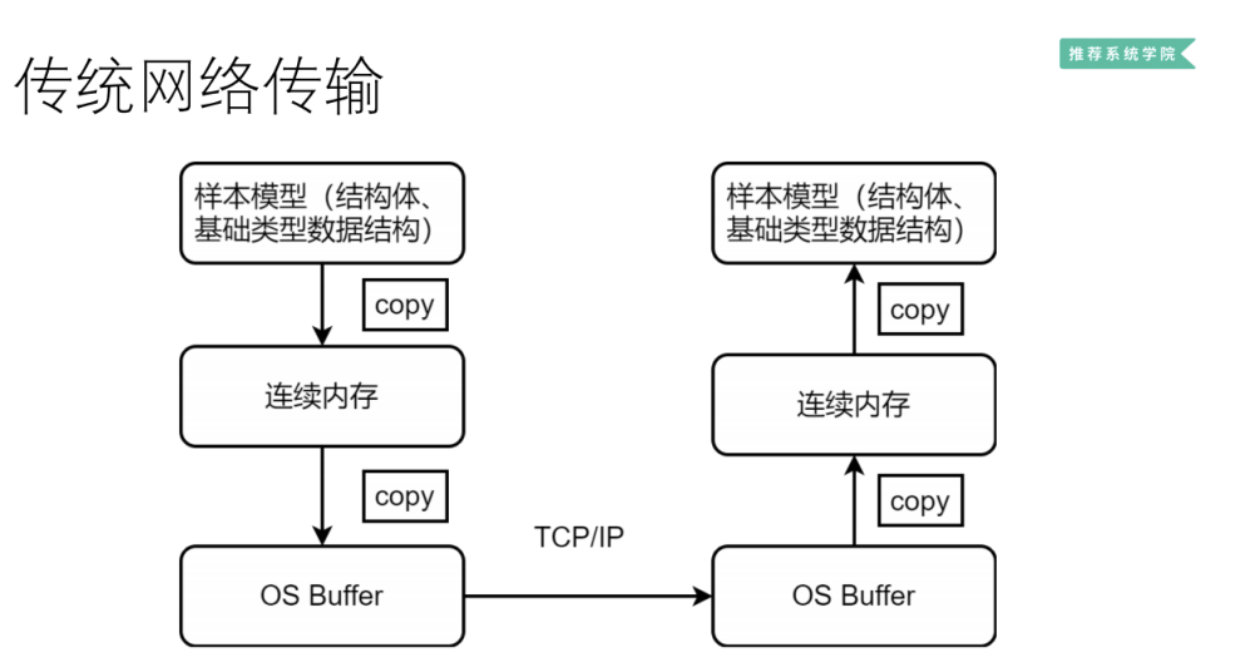 传统网络传输
推荐系统学院
样本模型（结构体、
基础类型数据结构）
copy
连续内存
copy
OS Buffer
TCP/IP
样本模型（结构体、
基础类型数据结构）
copy
连续内存
copy
OS Buffer